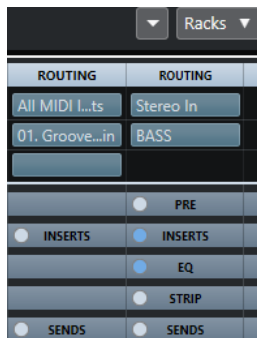 Racks
ROUTING ROUTING
All MIDI I...ts Stereo In
01. Groove...in BASS
PRE
INSERTS INSERTS
EQ
STRIP
SENDS SENDS